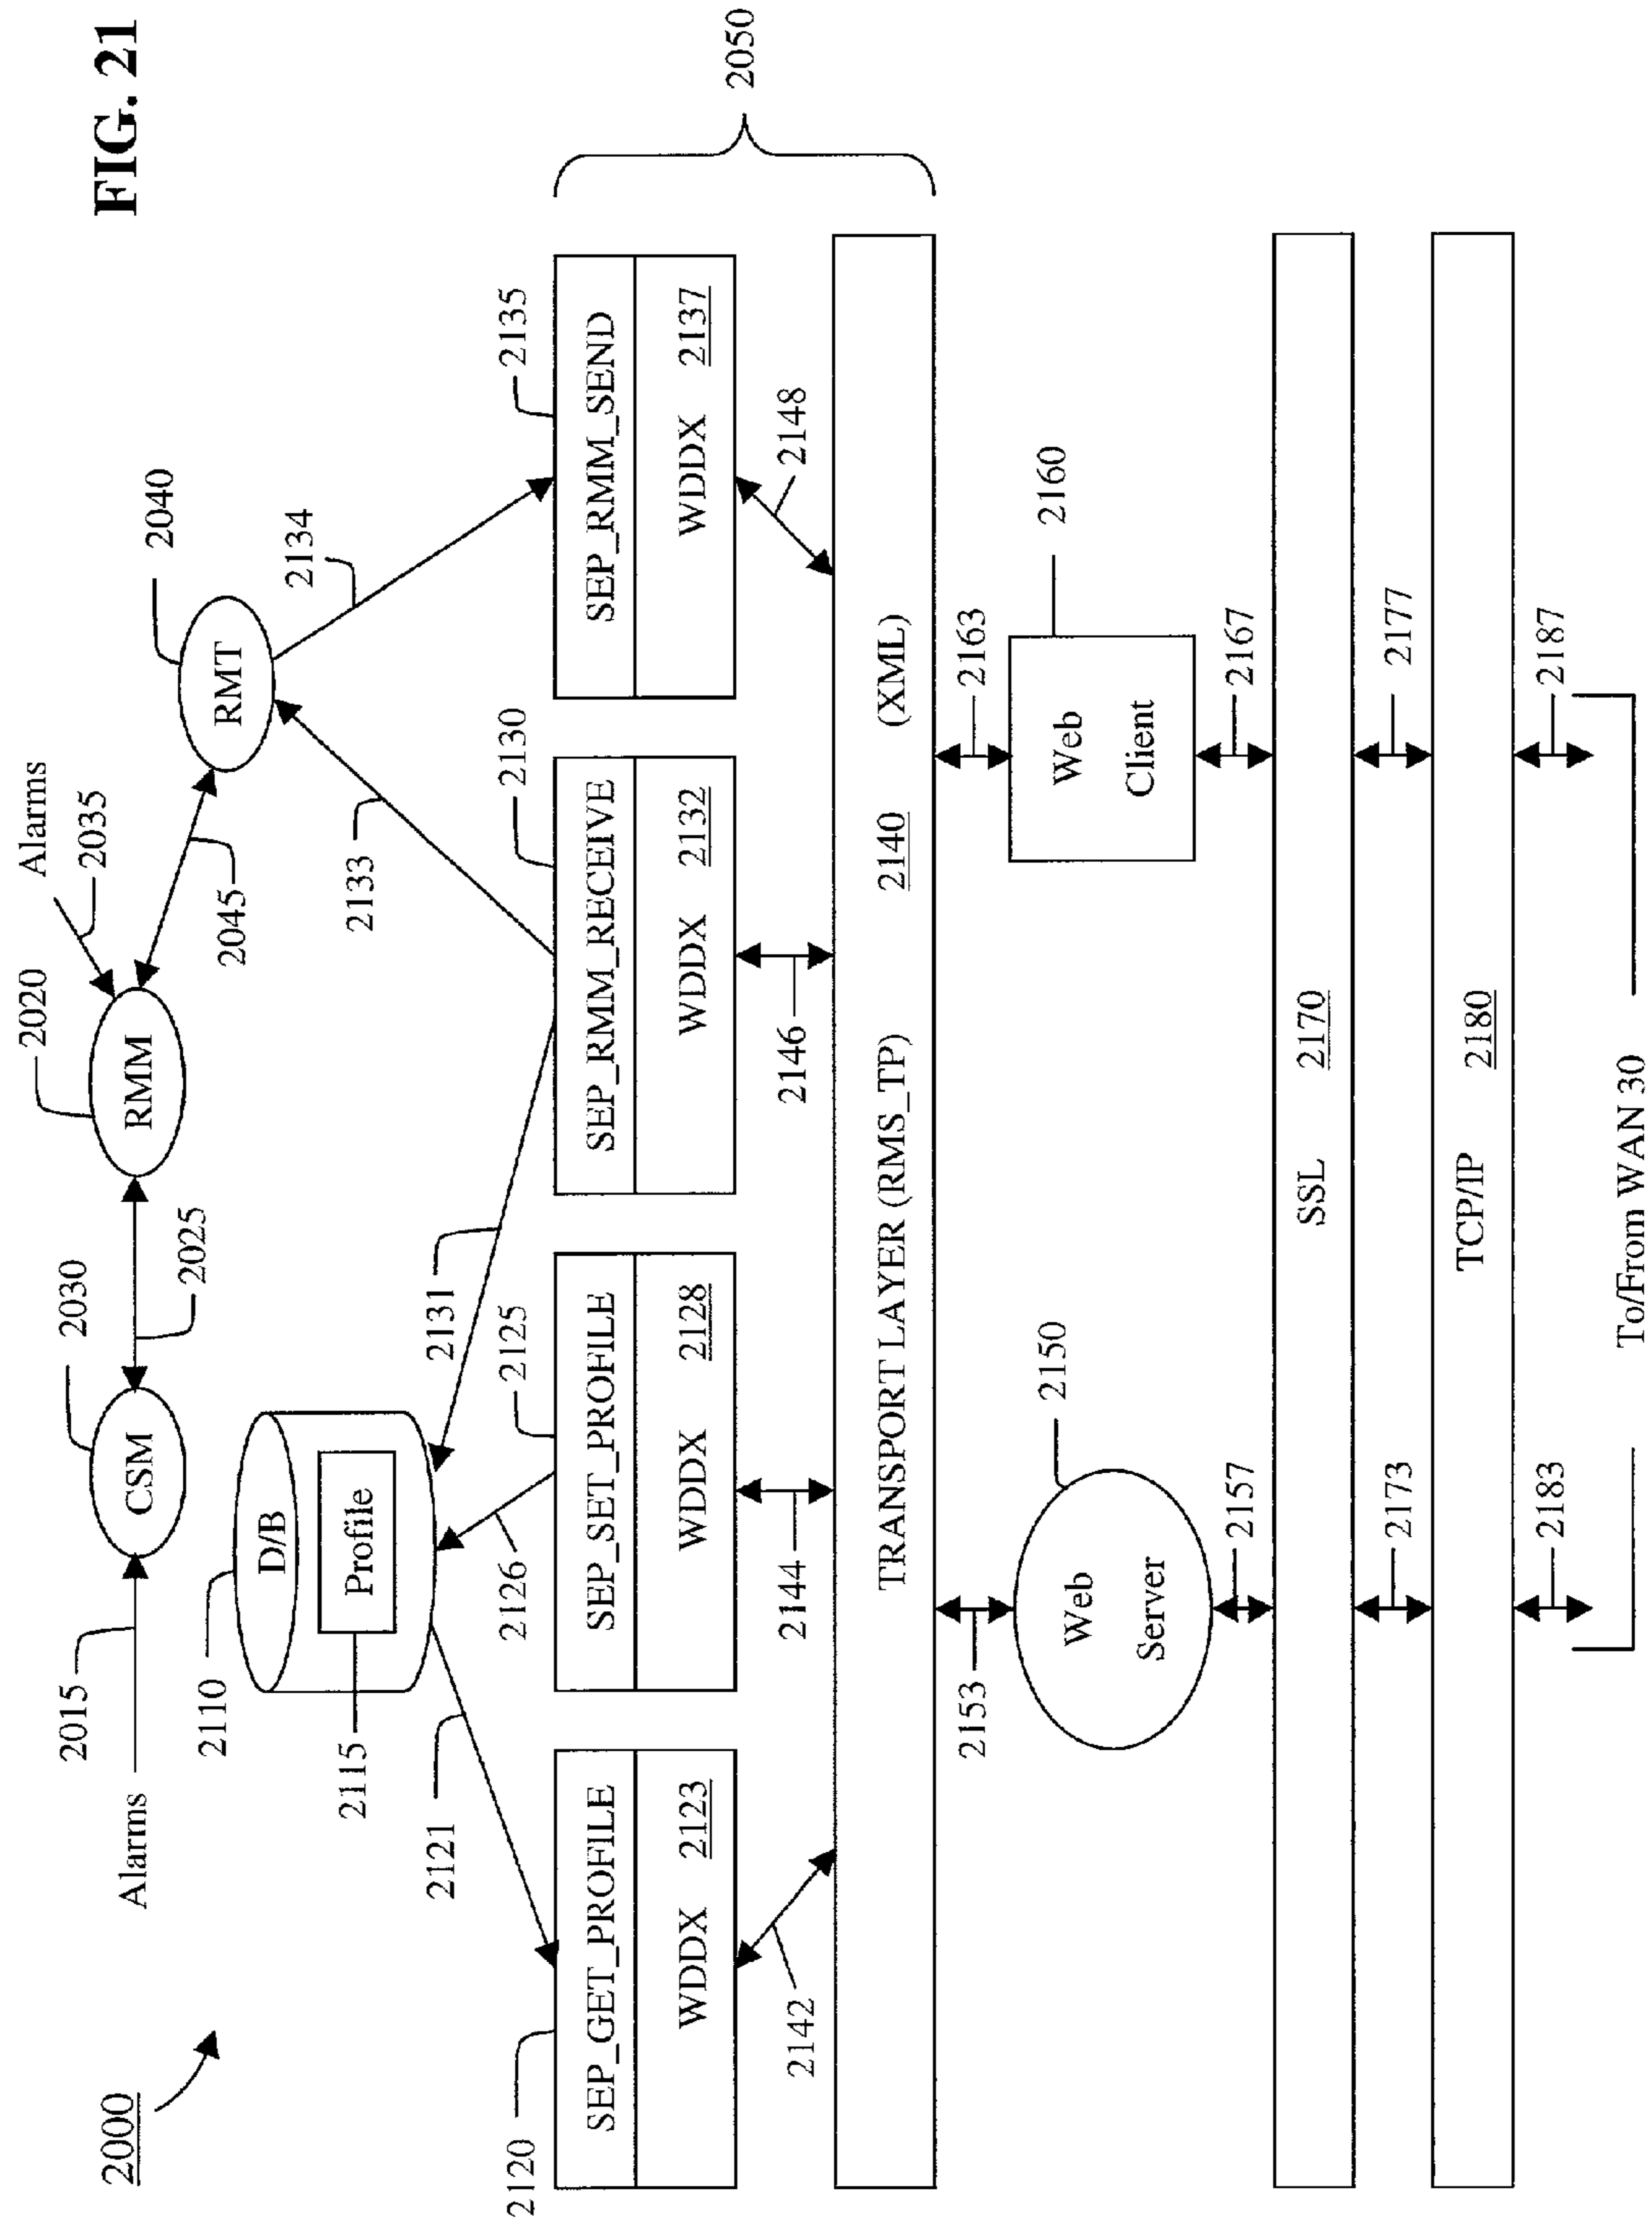 FIG. 21
2000
Alarms
2015
CSM
2030
2025
RMM
2020
Alarms
2035
2045
RMT
2040
2110
D/B
Profile
2115
2121
2126
2131
2133
2134
2120
SEP_GET_PROFILE
WDDX 2123
2125
SEP_SET_PROFILE
WDDX 2128
2130
SEP_RMM_RECEIVE
WDDX 2132
2135
SEP_RMM_SEND
WDDX 2137
2050
2142
2144
2146
2148
TRANSPORT LAYER (RMS_TP) 2140 (XML)
2153
2163
Web
Server
2150
Web
Client
2160
2157
2167
SSL 2170
2173
2177
TCP/IP 2180
2183
2187
To/From WAN 30